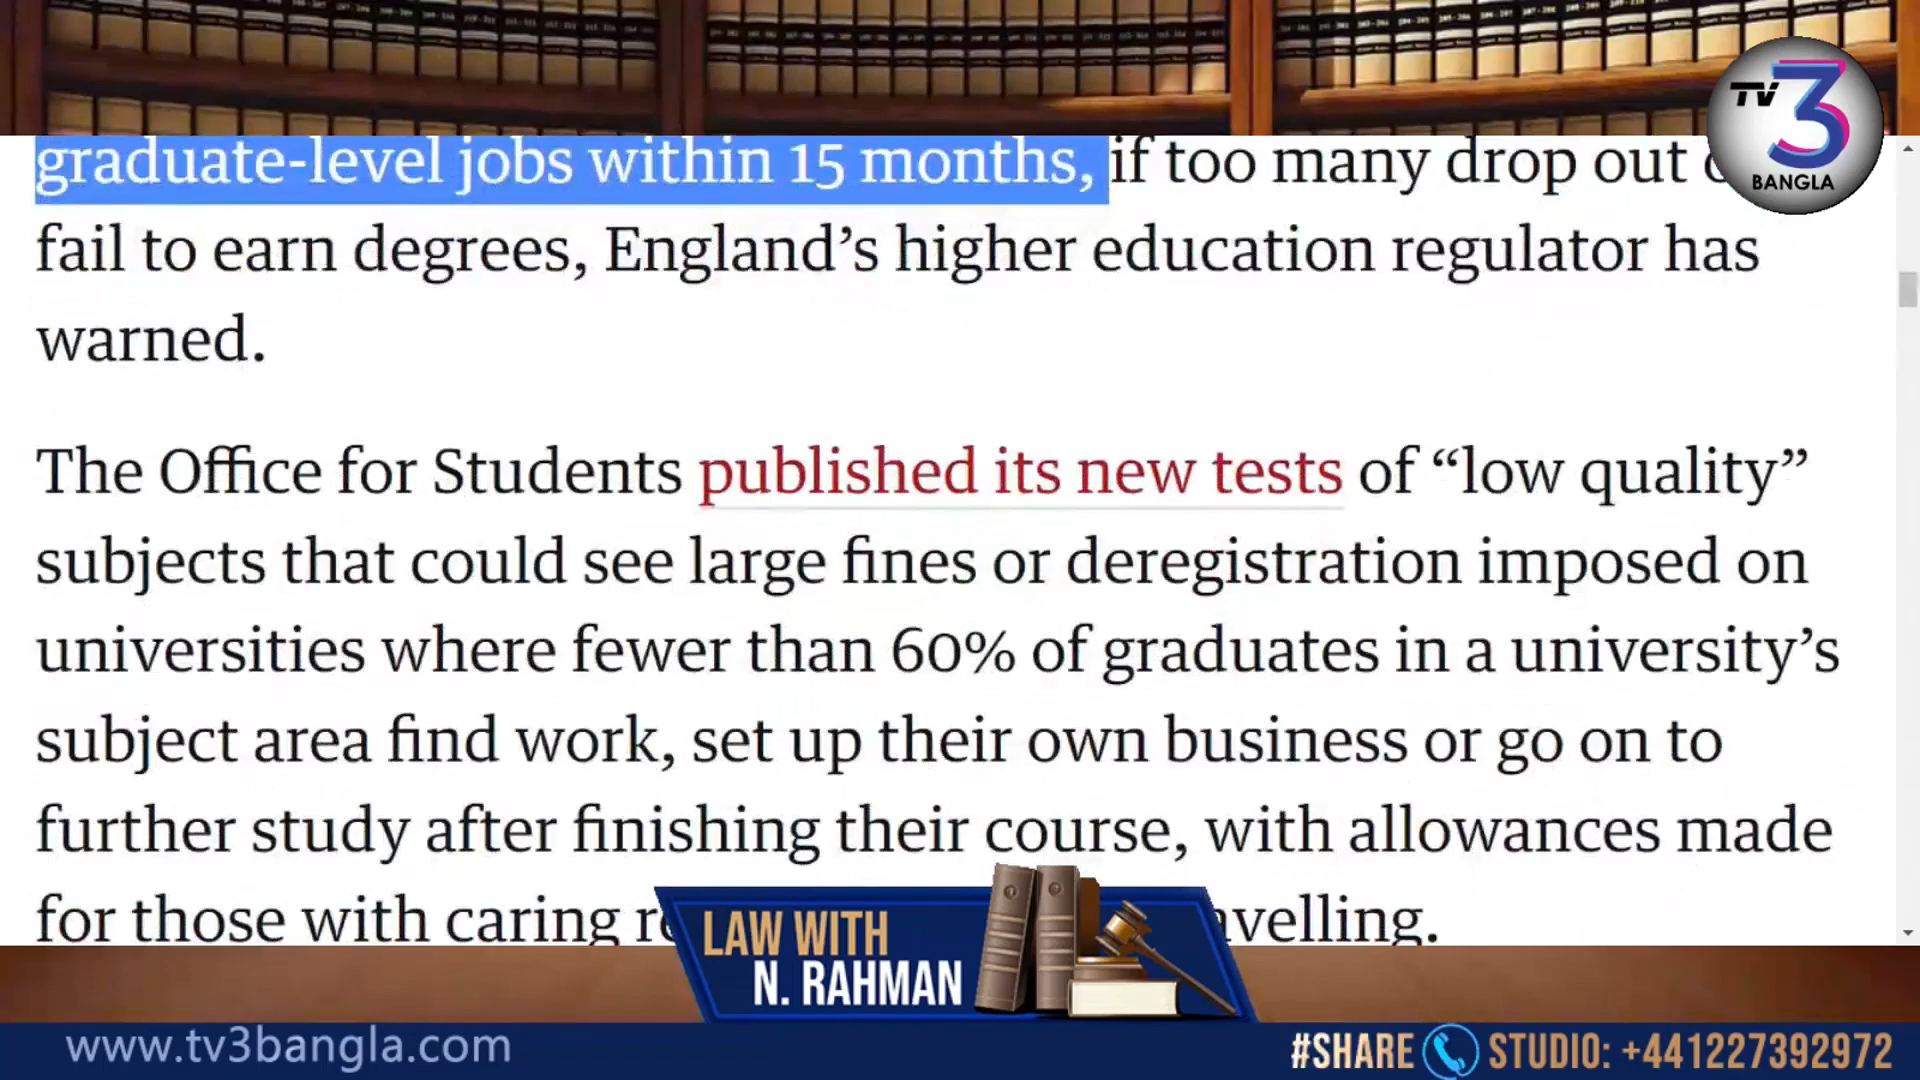 TV3
BANGLA
graduate-level jobs within 15 months, if too many drop out
fail to earn degrees, England’s higher education regulator has
warned.
The Office for Students published its new tests of “low quality”
subjects that could see large fines or deregistration imposed on
universities where fewer than 60% of graduates in a university’s
subject area find work, set up their own business or go on to
further study after finishing their course, with allowances made
for those with caring
LAW WITH
N. RAHMAN
www.tv3bangla.com
#SHARE STUDIO: +441227392972